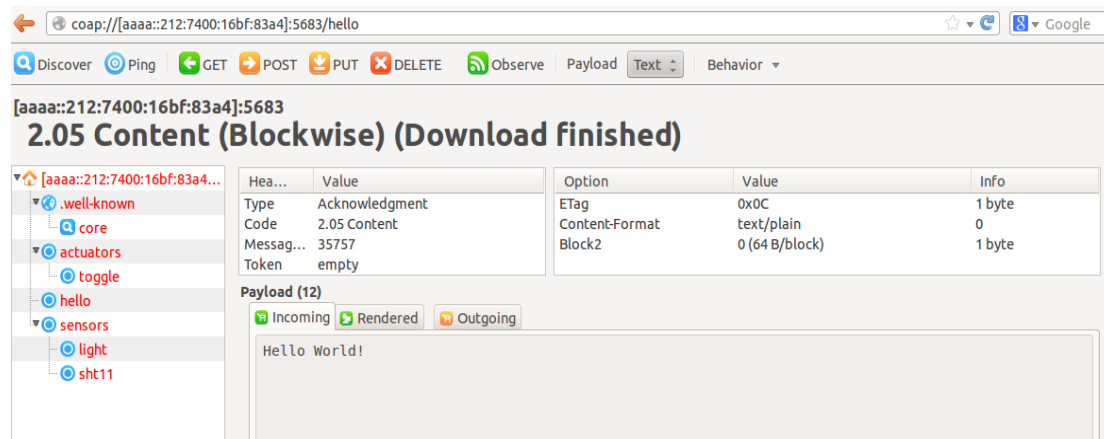 coap://[aaaa::212:7400:16bf:83a4]:5683/hello
Google
Discover Ping GET POST PUT DELETE Observe Payload Text Behavior
[aaaa::212:7400:16bf:83a4]:5683
2.05 Content (Blockwise) (Download finished)
[aaaa::212:7400:16bf:83a4...
.well-known
core
actuators
toggle
hello
sensors
light
sht11
Hea... Value
Type Acknowledgment
Code 2.05 Content
Messag... 35757
Token empty
Option Value Info
ETag 0x0C 1 byte
Content-Format text/plain 0
Block2 0 (64 B/block) 1 byte
Payload (12)
Incoming Rendered Outgoing
Hello World!